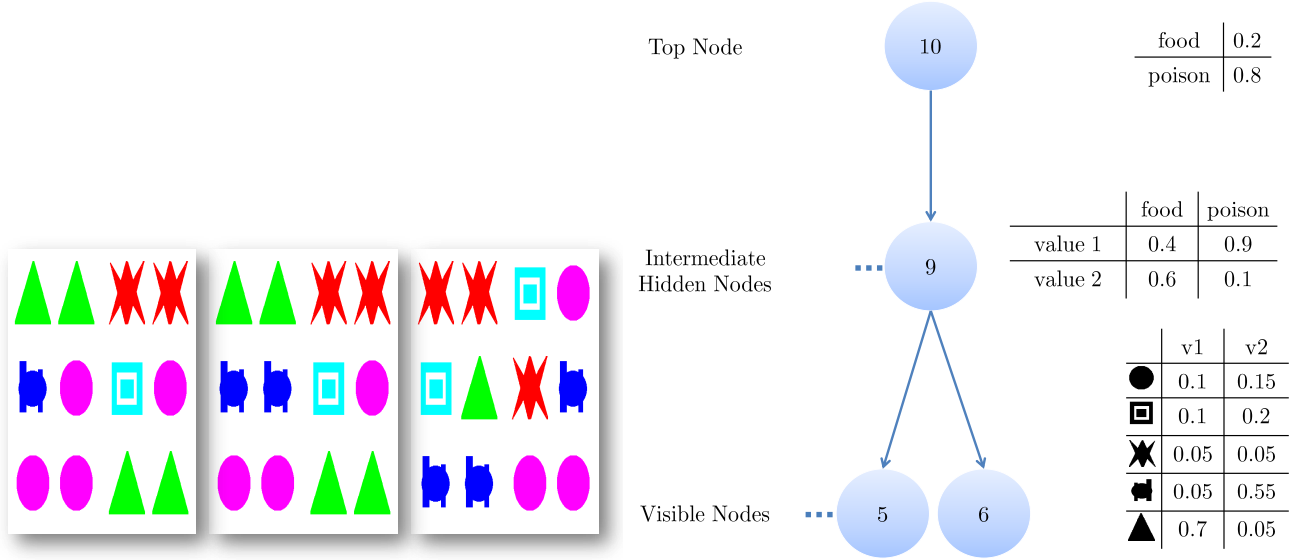 Top Node
10
food 0.2
poison 0.8
food poison
value 1 0.4 0.9
value 2 0.6 0.1
Intermediate
Hidden Nodes
9
v1 v2
0.1 0.15
0.1 0.2
0.05 0.05
0.05 0.55
0.7 0.05
Visible Nodes
5
6